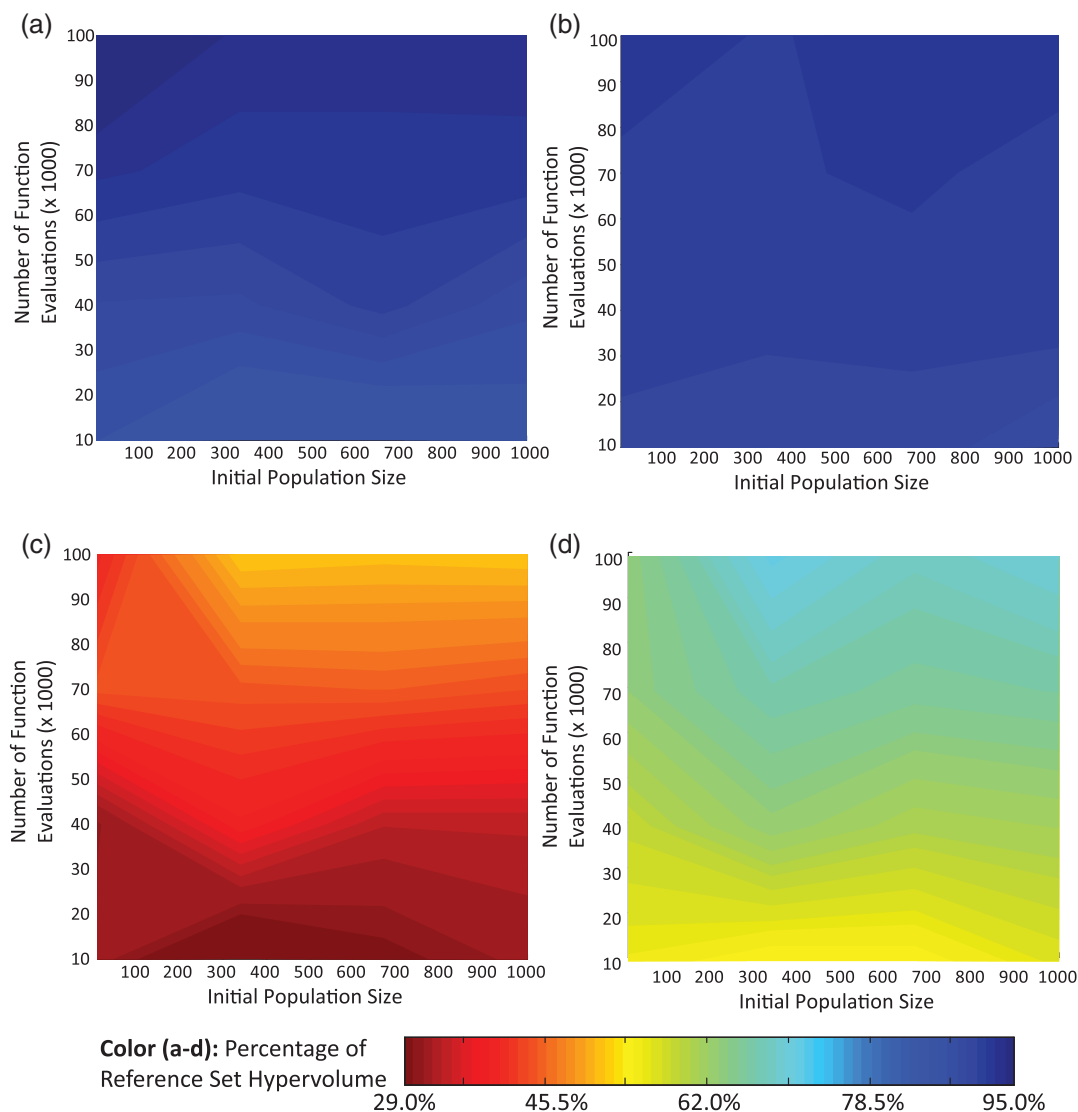 (a)
(b)
100
90
80
70
60
50
40
30
20
10
Number of Function
Evaluations (x 1000)
100 200 300 400 500 600 700 800 900 1000
Initial Population Size
100
90
80
70
60
50
40
30
20
10
Number of Function
Evaluations (x 1000)
100 200 300 400 500 600 700 800 900 1000
Initial Population Size
(c)
(d)
100
90
80
70
60
50
40
30
20
10
Number of Function
Evaluations (x 1000)
100 200 300 400 500 600 700 800 900 1000
Initial Population Size
100
90
80
70
60
50
40
30
20
10
Number of Function
Evaluations (x 1000)
100 200 300 400 500 600 700 800 900 1000
Initial Population Size
Color (a-d): Percentage of
Reference Set Hypervolume
29.0% 45.5% 62.0% 78.5% 95.0%